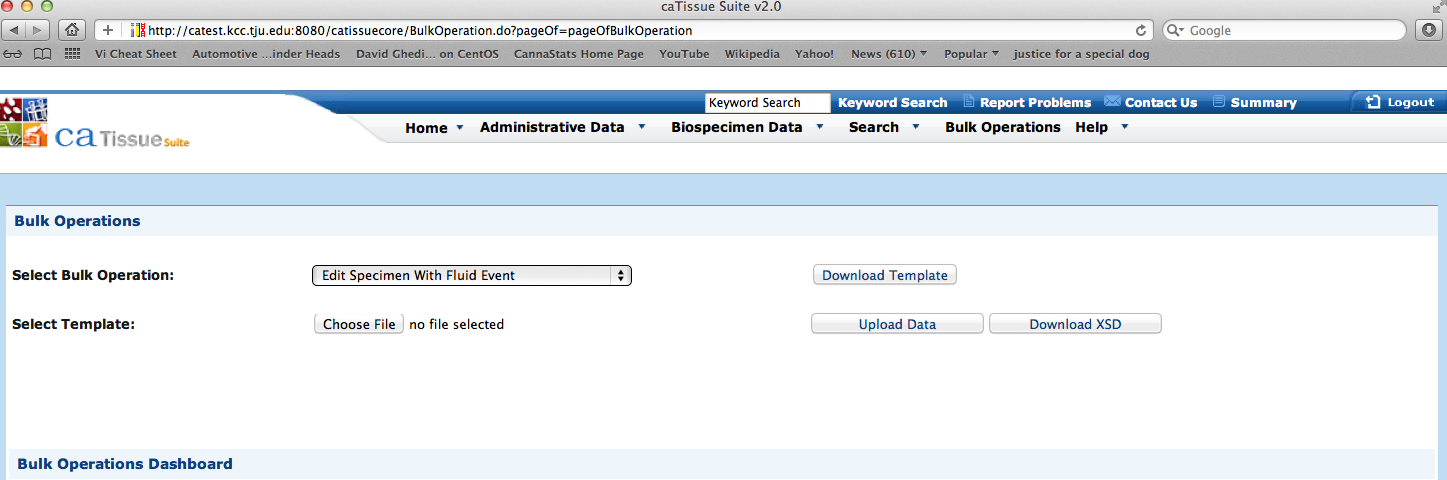 caTissue Suite v2.0
http://catest.kcc.tju.edu:8080/catissuecore/BulkOperation.do?pageOf=pageOfBulkOperation
Google
Vi Cheat Sheet Automotive ...inder Heads David Ghedi... on CentOS CannaStats Home Page YouTube Wikipedia Yahoo! News (610) Popular justice for a special dog
Keyword Search Keyword Search Report Problems Contact Us Summary Logout
Home Administrative Data Biospecimen Data Search Bulk Operations Help
ca Tissue Suite
Bulk Operations
Select Bulk Operation: Edit Specimen With Fluid Event Download Template
Select Template: Choose File no file selected Upload Data Download XSD
Bulk Operations Dashboard